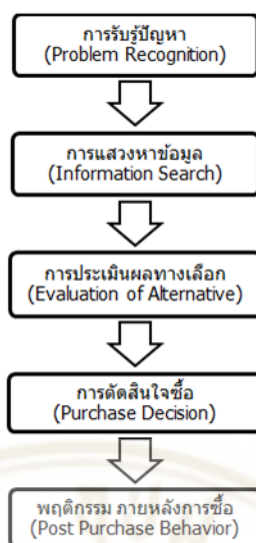 การรับรู้ปัญหา
(Problem Recognition)
การแสวงหาข้อมูล
(Information Search)
การประเมินผลทางเลือก
(Evaluation of Alternative)
การตัดสินใจซื้อ
(Purchase Decision)
พฤติกรรม ภายหลังการซื้อ
(Post Purchase Behavior)